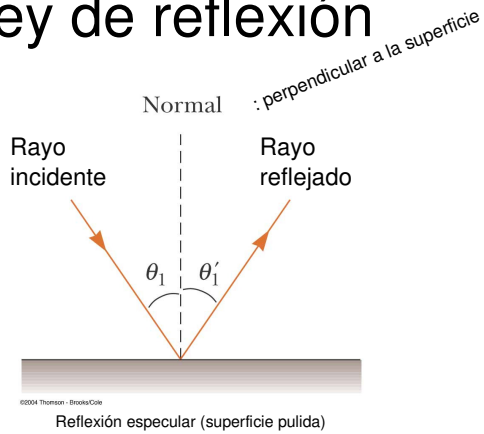 ey de reflexión
: perpendicular a la superficie
Normal
Rayo
incidente
Rayo
reflejado
θ₁ θ′₁
©2004 Thomson - Brooks/Cole
Reflexión especular (superficie pulida)